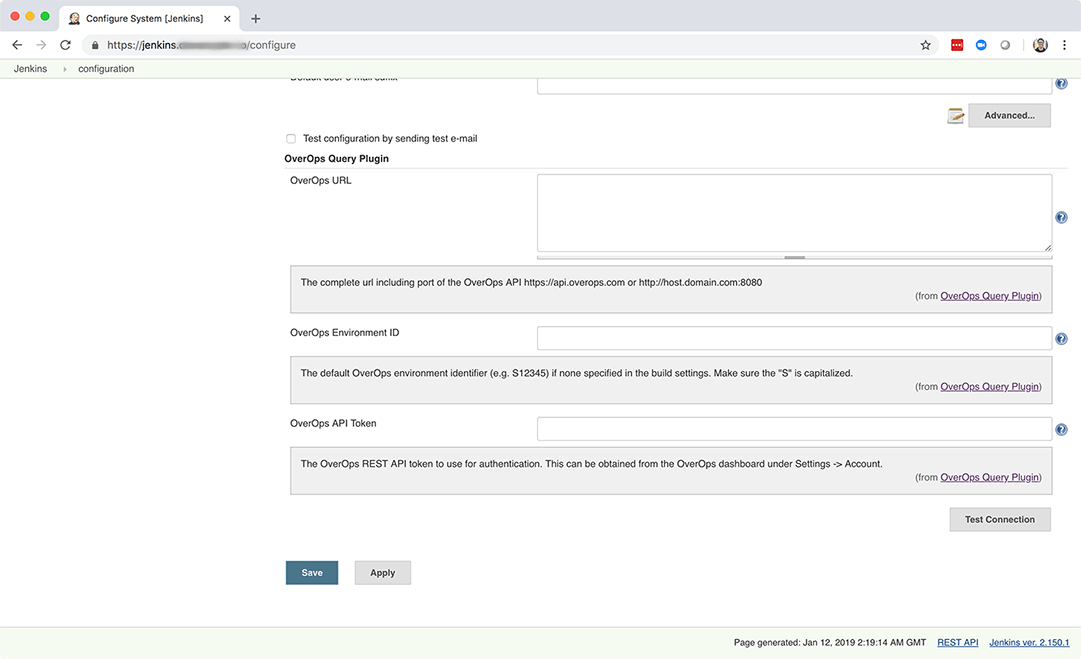 Configure System [Jenkins]
https://jenkins./configure
Jenkins
configuration
Default user e-mail suffix
Advanced...
Test configuration by sending test e-mail
OverOps Query Plugin
OverOps URL
The complete url including port of the OverOps API https://api.overops.com or http://host.domain.com:8080
(from OverOps Query Plugin)
OverOps Environment ID
The default OverOps environment identifier (e.g. S12345) if none specified in the build settings. Make sure the "S" is capitalized.
(from OverOps Query Plugin)
OverOps API Token
The OverOps REST API token to use for authentication. This can be obtained from the OverOps dashboard under Settings -> Account.
(from OverOps Query Plugin)
Test Connection
Save Apply
Page generated: Jan 12, 2019 2:19:14 AM GMT REST API Jenkins ver. 2.150.1